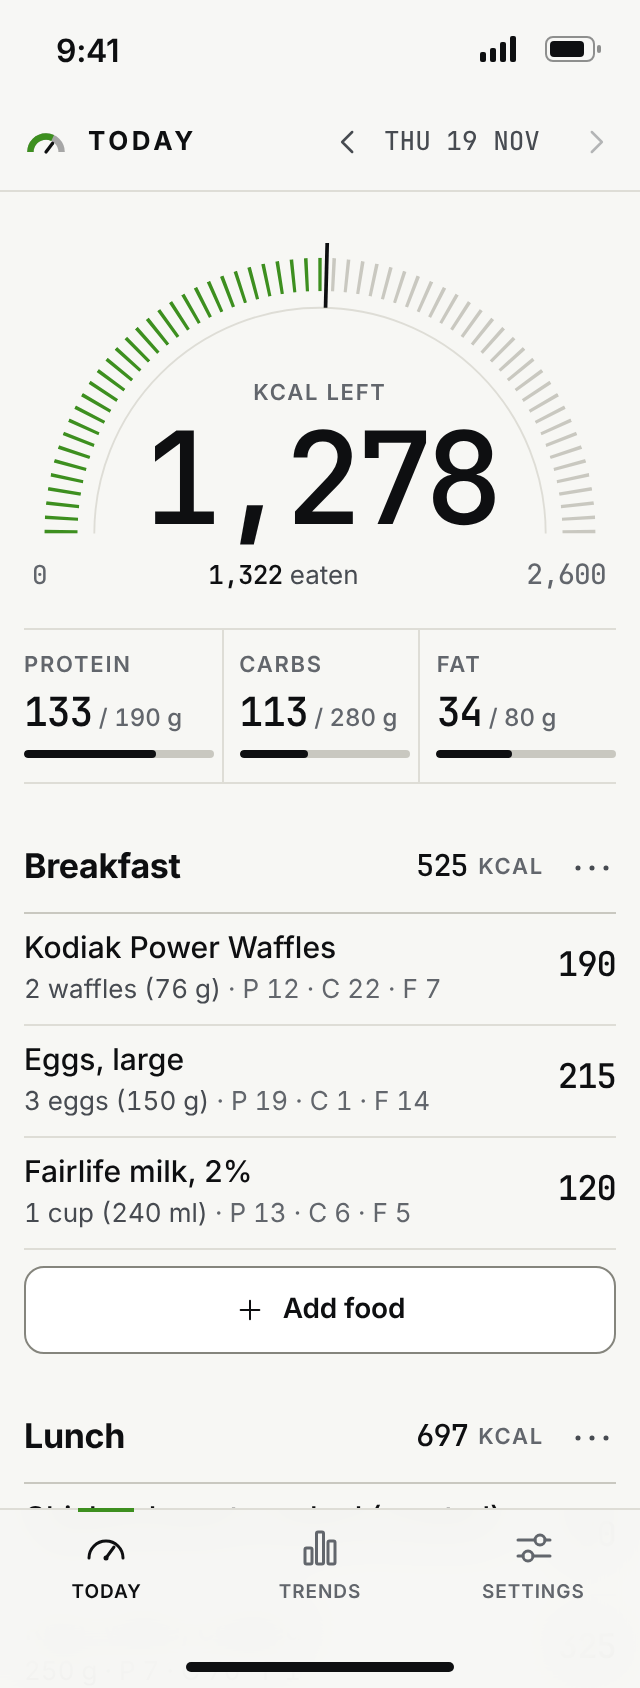 9:41
TODAY
THU 19 NOV
KCAL LEFT
1,278
0
1,322 eaten
2,600
PROTEIN
133 / 190 g
CARBS
113 / 280 g
FAT
34 / 80 g
Breakfast
525 KCAL
Kodiak Power Waffles
190
2 waffles (76 g) · P 12 · C 22 · F 7
Eggs, large
215
3 eggs (150 g) · P 19 · C 1 · F 14
Fairlife milk, 2%
120
1 cup (240 ml) · P 13 · C 6 · F 5
Add food
Lunch
697 KCAL
TODAY
TRENDS
SETTINGS